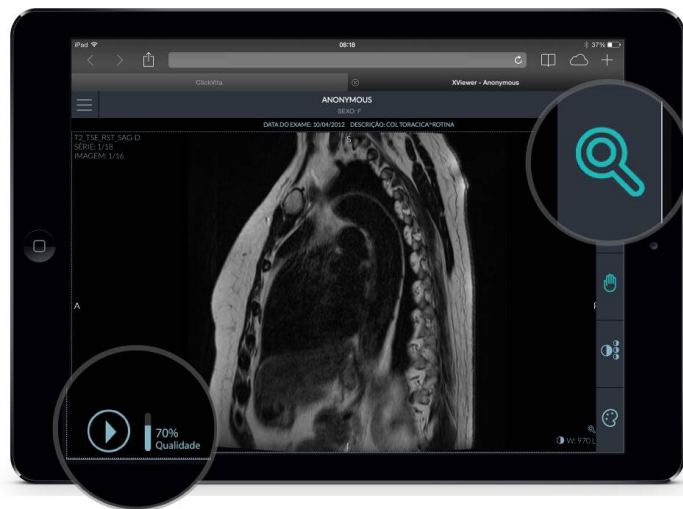 iPad
08:18
37%
ClickVita
XViewer - Anonymous
ANONYMOUS
SEXO: F
DATA DO EXAME: 10/04/2012 DESCRIÇÃO: COL TORACICA^ROTINA
T2_TSE_RST_SAG-D
SÉRIE: 1/18
IMAGEM: 1/16
S
A
70%
Qualidade
W: 970 L